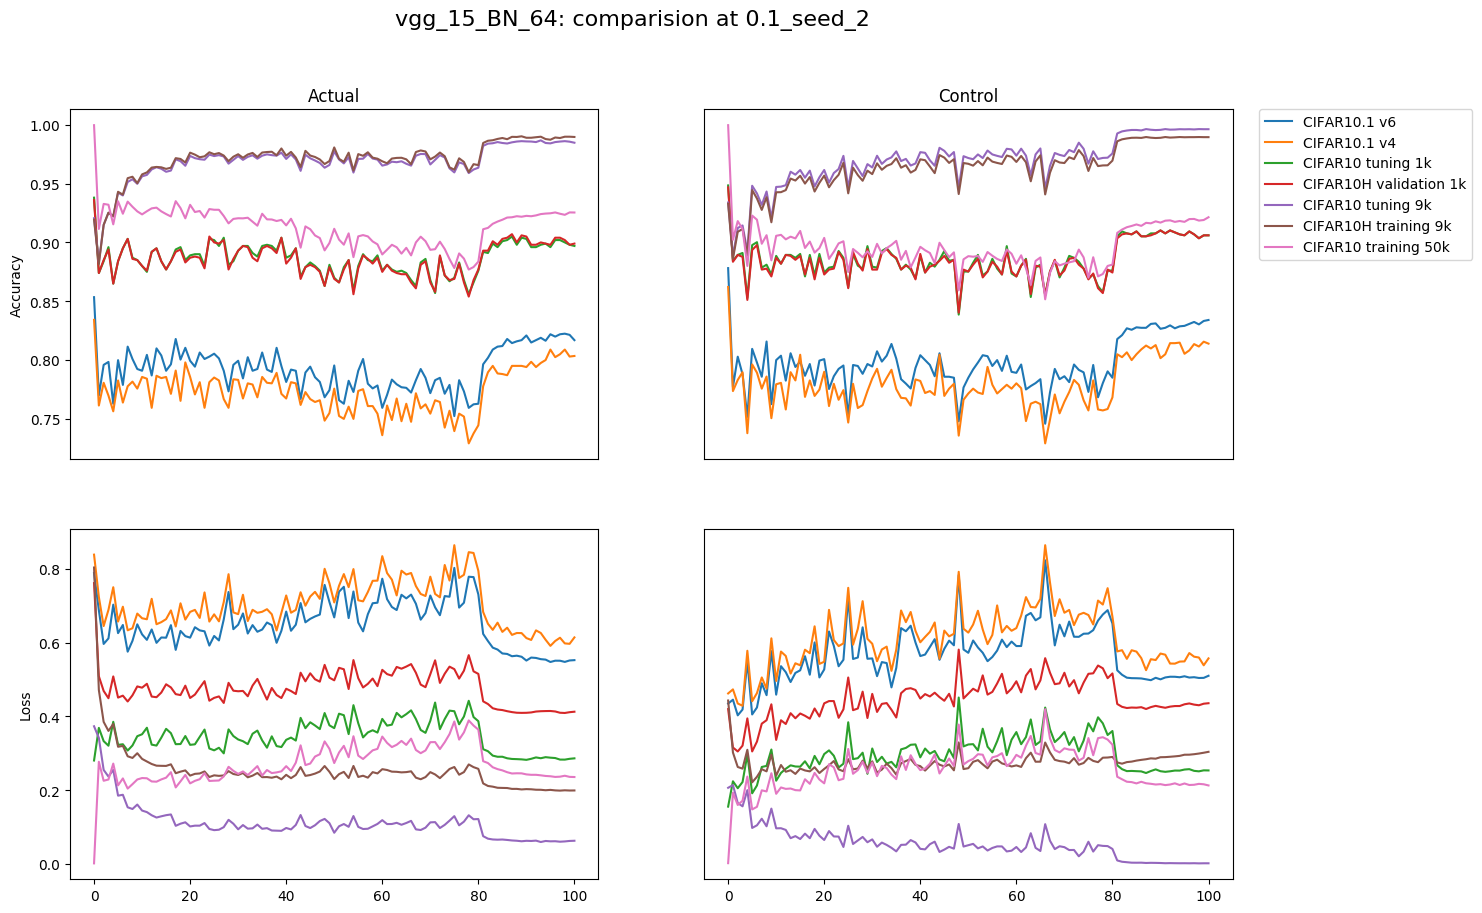 vgg_15_BN_64: comparision at 0.1_seed_2
Actual
Control
CIFAR10.1 v6
CIFAR10.1 v4
CIFAR10 tuning 1k
CIFAR10H validation 1k
CIFAR10 tuning 9k
CIFAR10H training 9k
CIFAR10 training 50k
Accuracy
1.00
0.95
0.90
0.85
0.80
0.75
Loss
0.8
0.6
0.4
0.2
0.0
0 20 40 60 80 100
0 20 40 60 80 100